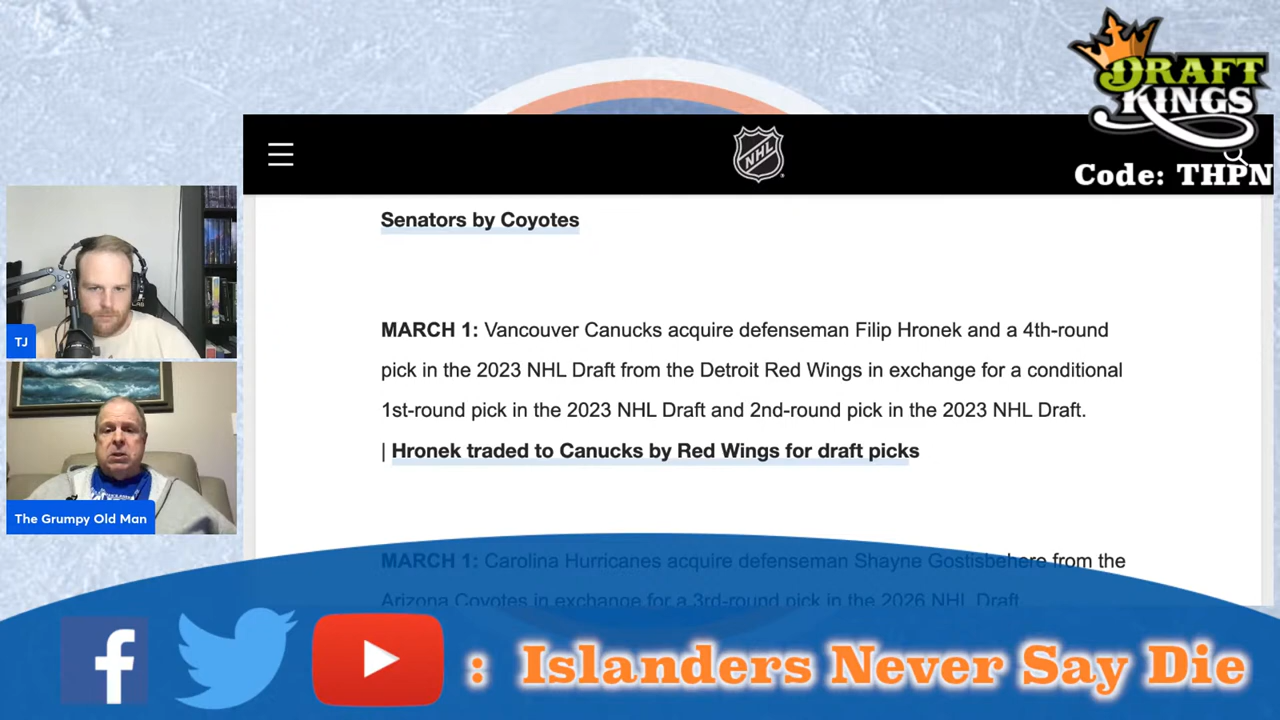 DRAFT
KINGS
NHL
Code: THPN
Senators by Coyotes
MARCH 1: Vancouver Canucks acquire defenseman Filip Hronek and a 4th-round
pick in the 2023 NHL Draft from the Detroit Red Wings in exchange for a conditional
1st-round pick in the 2023 NHL Draft and 2nd-round pick in the 2023 NHL Draft.
| Hronek traded to Canucks by Red Wings for draft picks
TJ
The Grumpy Old Man
MARCH 1: Carolina Hurricanes acquire defenseman Shayne Gostisbehere from the
Arizona Coyotes in exchange for a 3rd-round pick in the 2026 NHL Draft
: Islanders Never Say Die